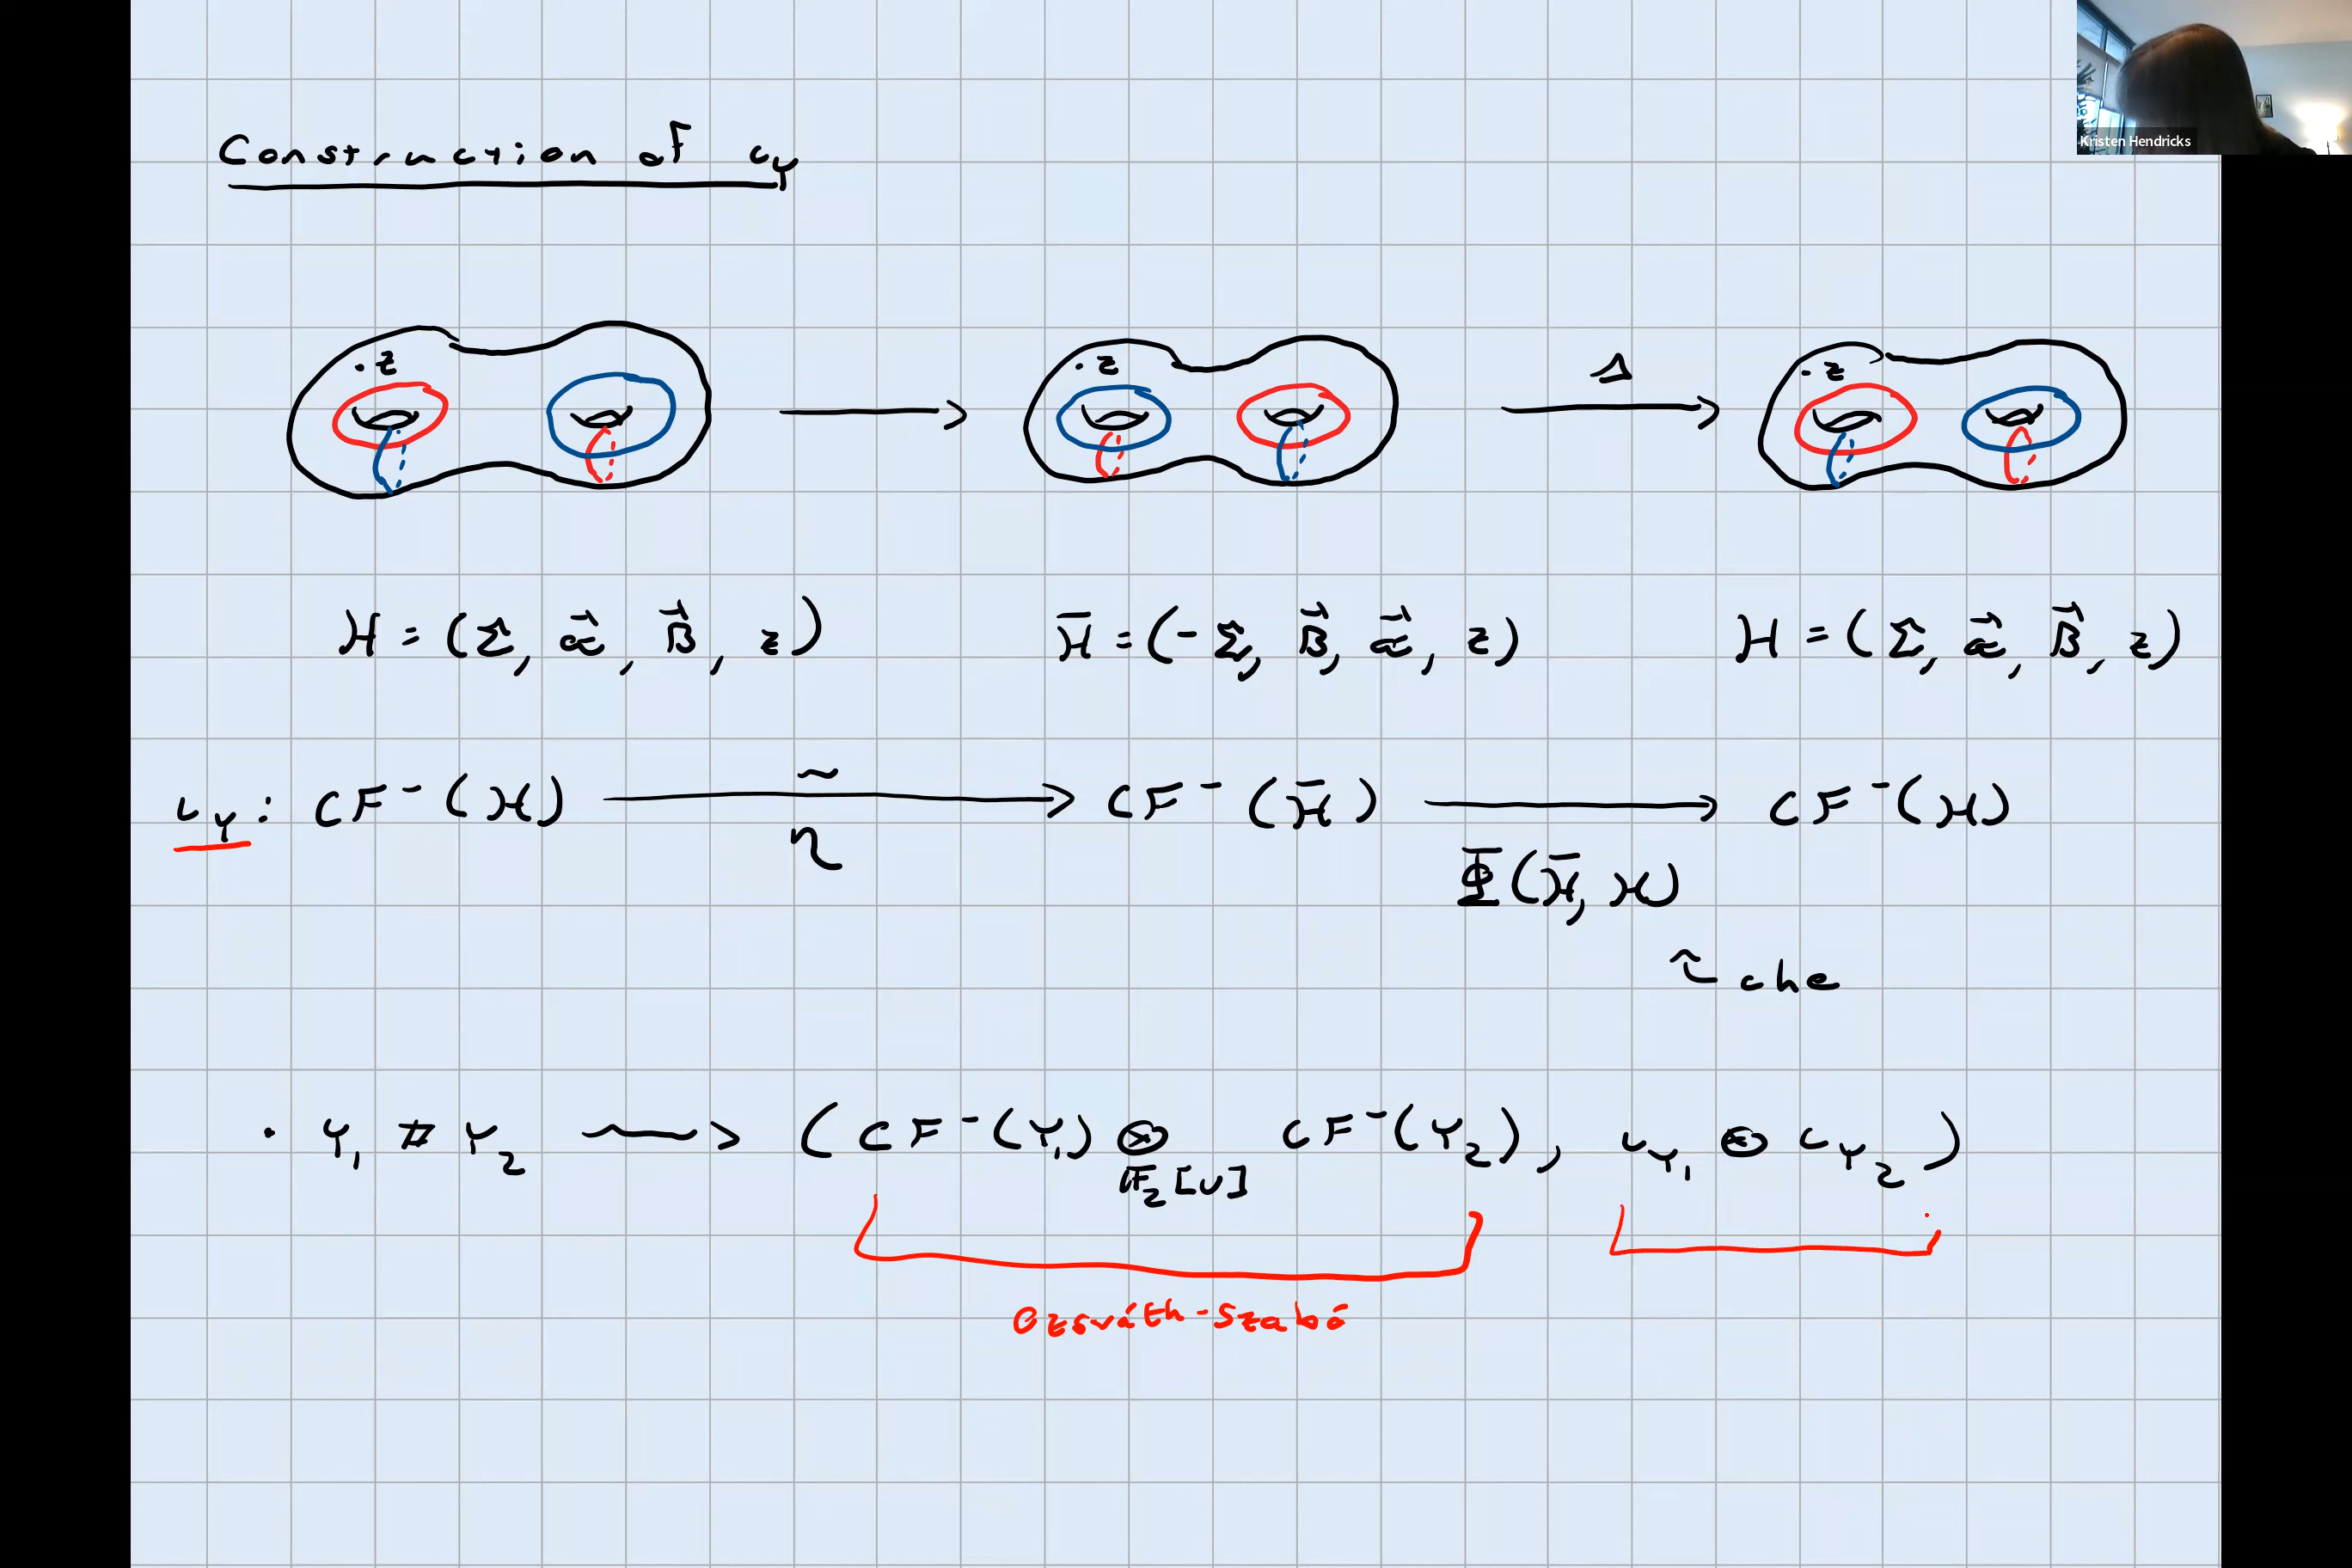 Kristen Hendricks
Construction of ι_Y
· z · z Δ · z
H = (Σ, α⃗, β⃗, z) H̄ = (-Σ, β⃗, α⃗, z) H = (Σ, α⃗, β⃗, z)
ι_Y : CF⁻(H) ~ CF⁻(H̄) → CF⁻(H)
η Φ(H̄, H)
~ che
· Y₁ # Y₂ ⇝ (CF⁻(Y₁) ⊗ CF⁻(Y₂), ι_Y₁ ⊗ ι_Y₂)
𝔽₂[U]
Ozsváth-Szabó